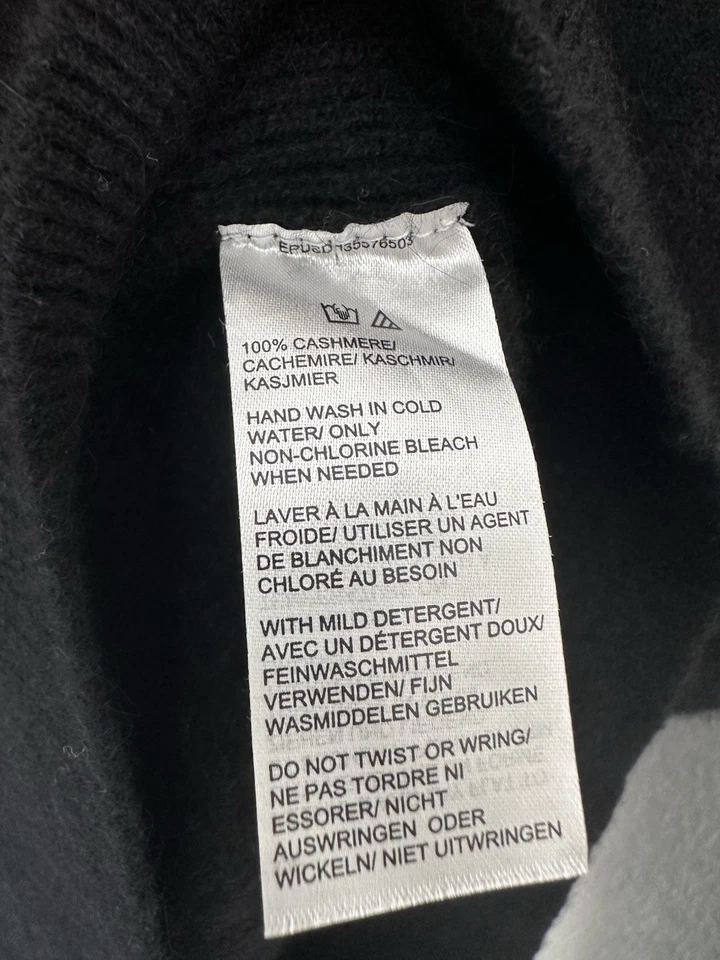 100% CASHMERE/
CACHEMIRE/ KASCHMIR/
KASJMIER
HAND WASH IN COLD
WATER/ ONLY
NON-CHLORINE BLEACH
WHEN NEEDED
LAVER À LA MAIN À L'EAU
FROIDE/ UTILISER UN AGENT
DE BLANCHIMENT NON
CHLORÉ AU BESOIN
WITH MILD DETERGENT/
AVEC UN DÉTERGENT DOUX/
FEINWASCHMITTEL
VERWENDEN/ FIJN
WASMIDDELEN GEBRUIKEN
DO NOT TWIST OR WRING/
NE PAS TORDRE NI
ESSORER/ NICHT
AUSWRINGEN ODER
WICKELN/ NIET UITWRINGEN